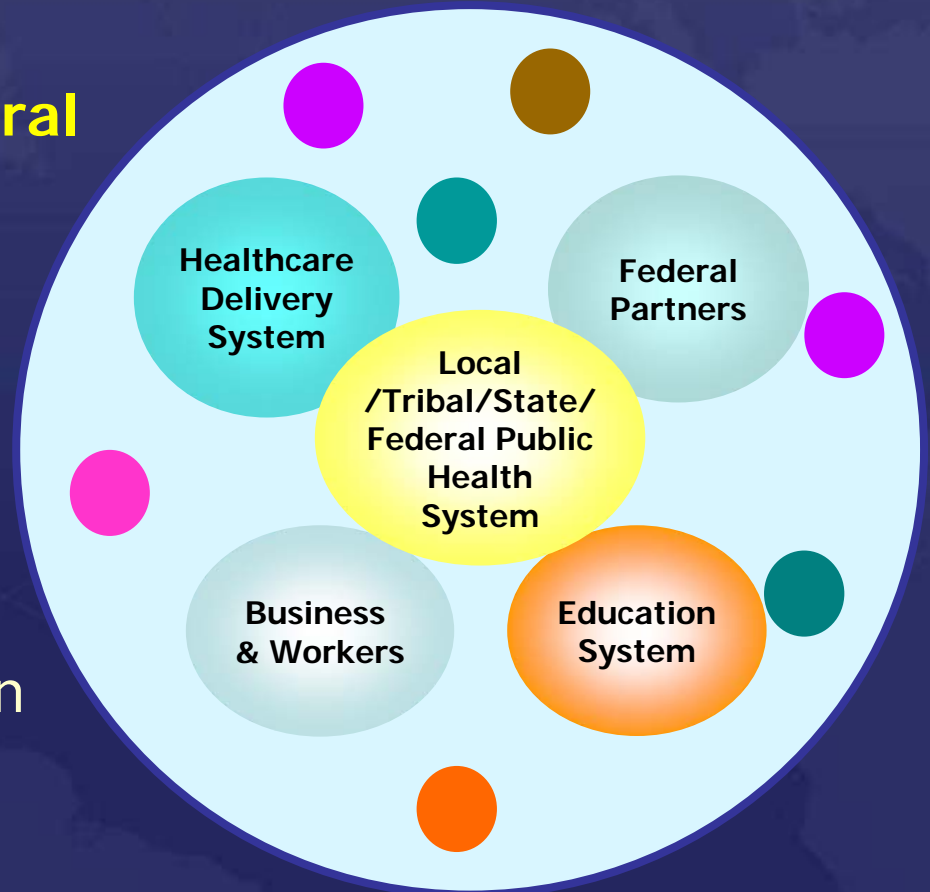 ral
Healthcare
Delivery
System
Federal
Partners
Local
/Tribal/State/
Federal Public
Health
System
Business
& Workers
Education
System
n